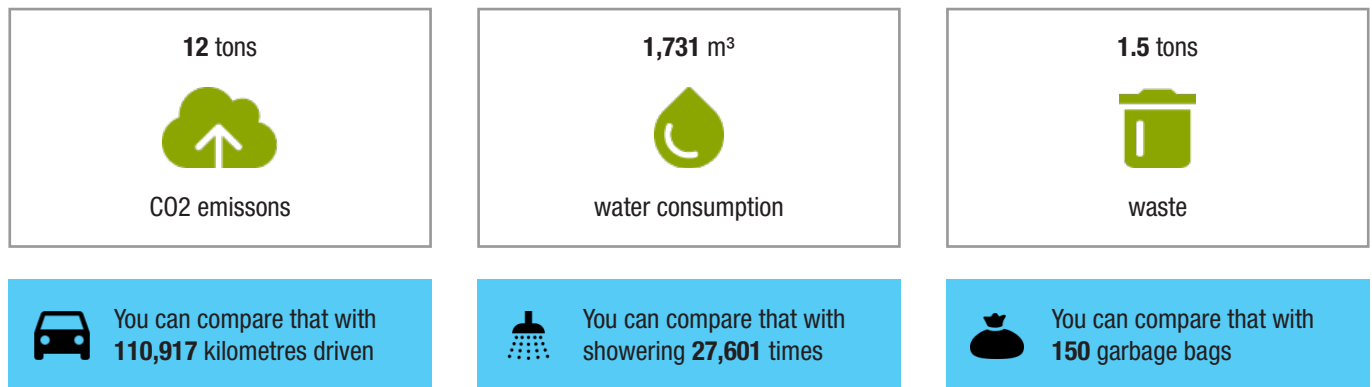 12 tons
CO2 emissons
1,731 m³
water consumption
1.5 tons
waste
You can compare that with
110,917 kilometres driven
You can compare that with
showering 27,601 times
You can compare that with
150 garbage bags